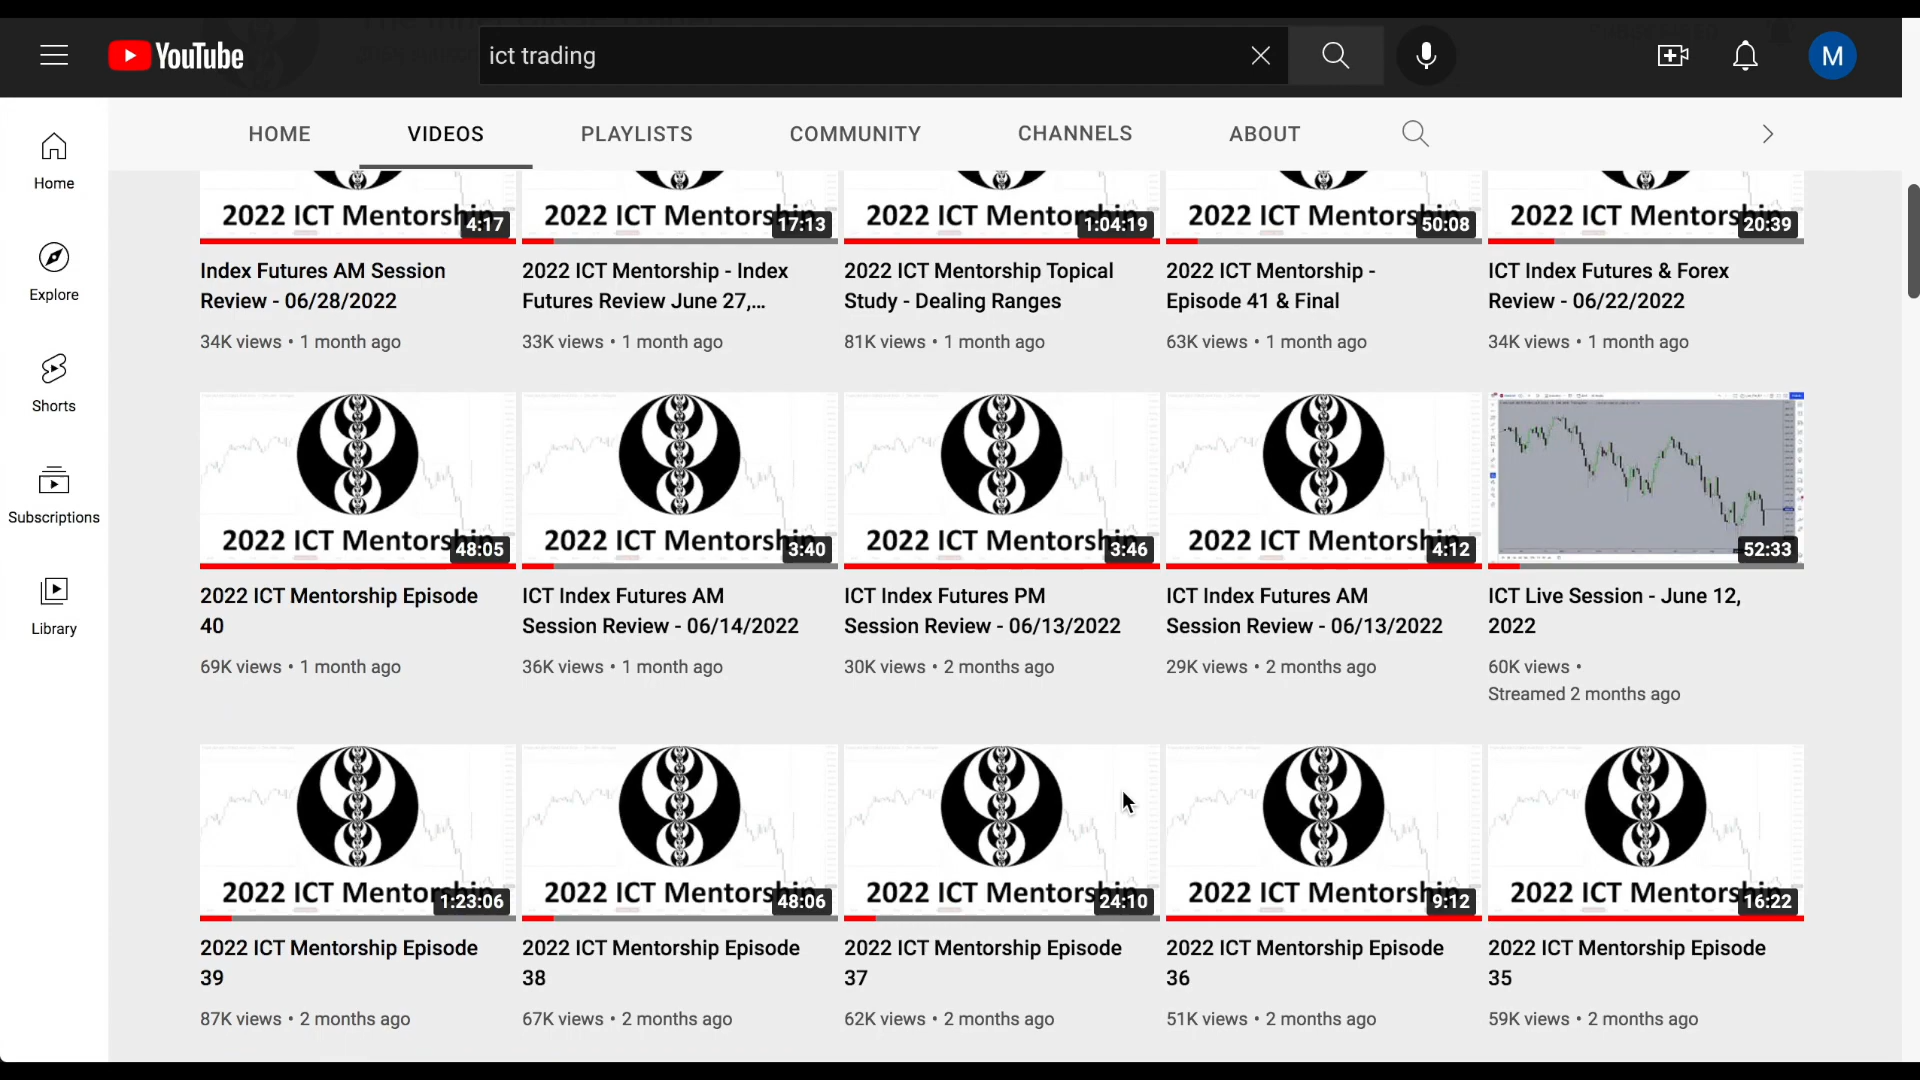 YouTube
ict trading
M
HOME
VIDEOS
PLAYLISTS
COMMUNITY
CHANNELS
ABOUT
Home
Explore
Shorts
Subscriptions
Library
2022 ICT Mentorship
4:17
2022 ICT Mentorship
17:13
2022 ICT Mentorship
1:04:19
2022 ICT Mentorship
50:08
2022 ICT Mentorship
20:39
Index Futures AM Session
Review - 06/28/2022
34K views • 1 month ago
2022 ICT Mentorship - Index
Futures Review June 27,...
33K views • 1 month ago
2022 ICT Mentorship Topical
Study - Dealing Ranges
81K views • 1 month ago
2022 ICT Mentorship -
Episode 41 & Final
63K views • 1 month ago
ICT Index Futures & Forex
Review - 06/22/2022
34K views • 1 month ago
2022 ICT Mentorship
48:05
2022 ICT Mentorship
3:40
2022 ICT Mentorship
3:46
2022 ICT Mentorship
4:12
52:33
2022 ICT Mentorship Episode
40
69K views • 1 month ago
ICT Index Futures AM
Session Review - 06/14/2022
36K views • 1 month ago
ICT Index Futures PM
Session Review - 06/13/2022
30K views • 2 months ago
ICT Index Futures AM
Session Review - 06/13/2022
29K views • 2 months ago
ICT Live Session - June 12,
2022
60K views •
Streamed 2 months ago
2022 ICT Mentorship
1:23:06
2022 ICT Mentorship
48:06
2022 ICT Mentorship
24:10
2022 ICT Mentorship
9:12
2022 ICT Mentorship
16:22
2022 ICT Mentorship Episode
39
87K views • 2 months ago
2022 ICT Mentorship Episode
38
67K views • 2 months ago
2022 ICT Mentorship Episode
37
62K views • 2 months ago
2022 ICT Mentorship Episode
36
51K views • 2 months ago
2022 ICT Mentorship Episode
35
59K views • 2 months ago